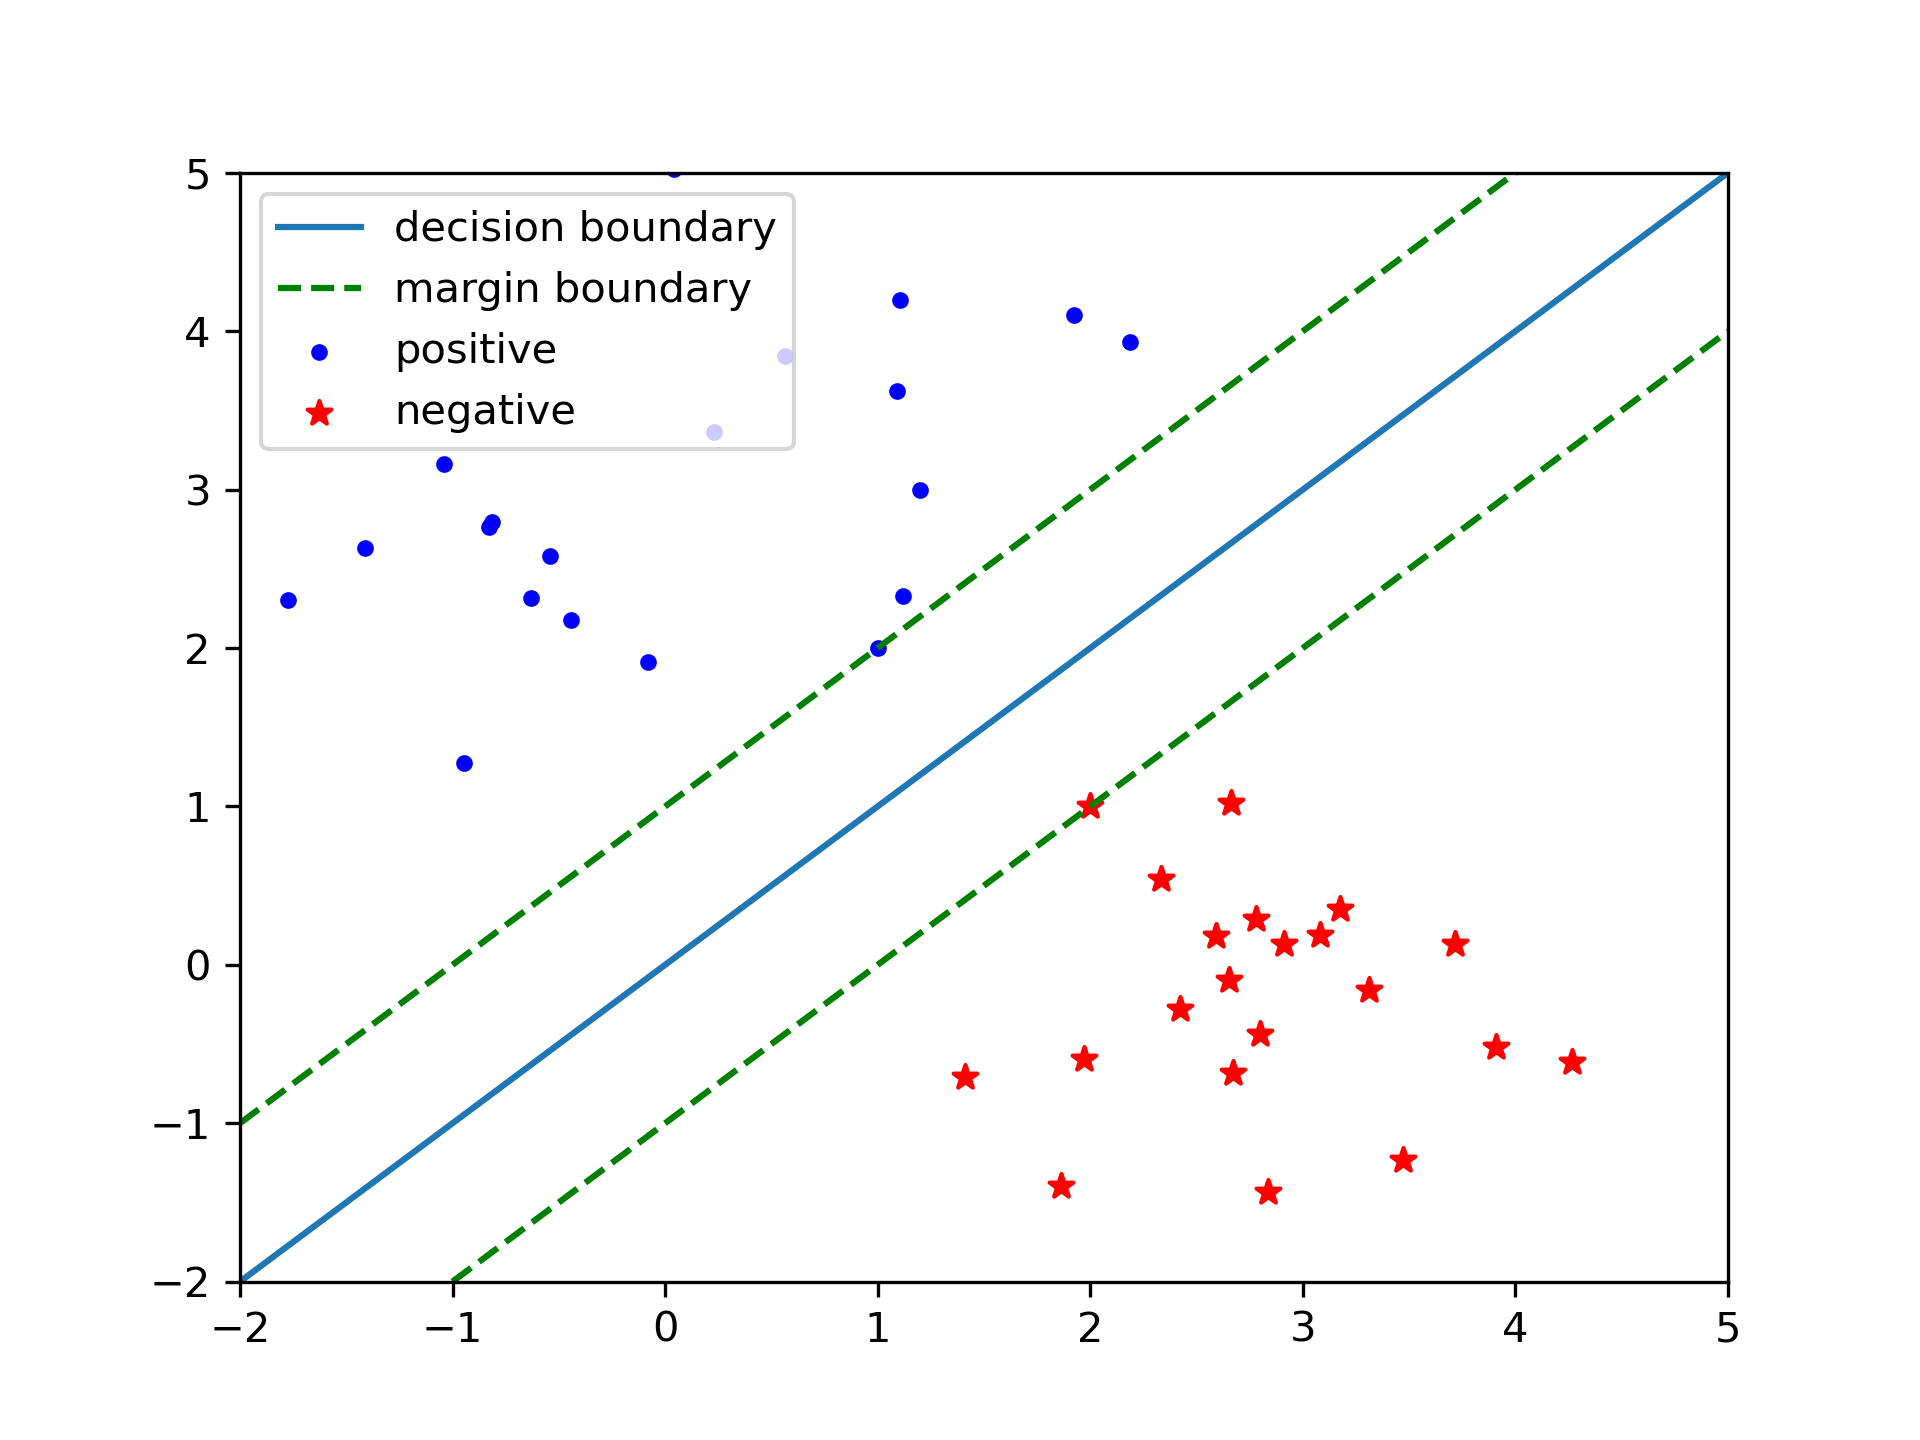 decision boundary
margin boundary
positive
negative
5
4
3
2
1
0
−1
−2
−2 −1 0 1 2 3 4 5